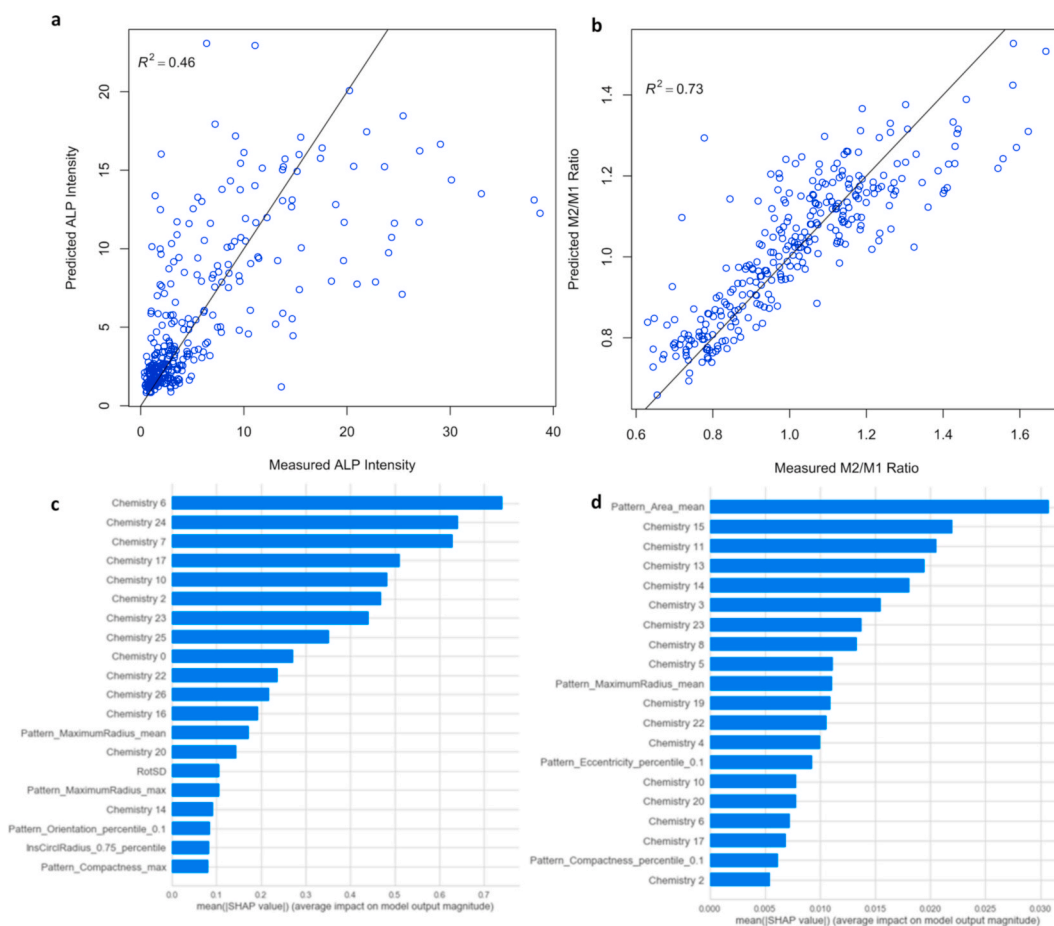 a
R² = 0.46
Predicted ALP Intensity
20
15
10
5
0
0 10 20 30 40
Measured ALP Intensity
b
R² = 0.73
Predicted M2/M1 Ratio
1.4
1.2
1.0
0.8
0.6 0.8 1.0 1.2 1.4 1.6
Measured M2/M1 Ratio
c
Chemistry 6
Chemistry 24
Chemistry 7
Chemistry 17
Chemistry 10
Chemistry 2
Chemistry 23
Chemistry 25
Chemistry 0
Chemistry 22
Chemistry 26
Chemistry 16
Pattern_MaximumRadius_mean
Chemistry 20
RotSD
Pattern_MaximumRadius_max
Chemistry 14
Pattern_Orientation_percentile_0.1
InsCirclRadius_0.75_percentile
Pattern_Compactness_max
0.0 0.1 0.2 0.3 0.4 0.5 0.6 0.7
mean(|SHAP value|) (average impact on model output magnitude)
d
Pattern_Area_mean
Chemistry 15
Chemistry 11
Chemistry 13
Chemistry 14
Chemistry 3
Chemistry 23
Chemistry 8
Chemistry 5
Pattern_MaximumRadius_mean
Chemistry 19
Chemistry 22
Chemistry 4
Pattern_Eccentricity_percentile_0.1
Chemistry 10
Chemistry 20
Chemistry 6
Chemistry 17
Pattern_Compactness_percentile_0.1
Chemistry 2
0.000 0.005 0.010 0.015 0.020 0.025 0.030
mean(|SHAP value|) (average impact on model output magnitude)